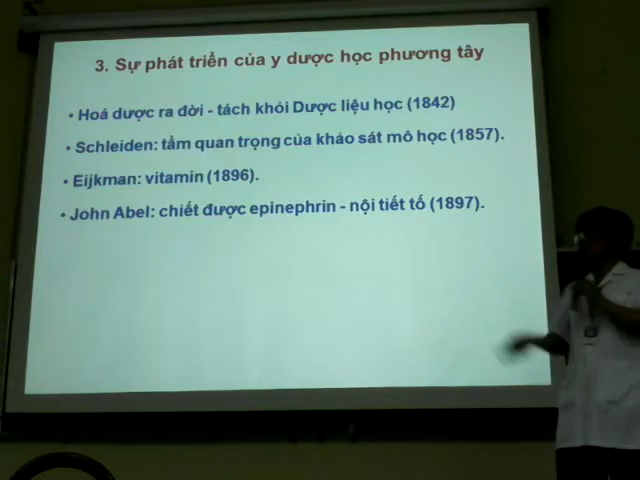 3. Sự phát triển của y dược học phương tây
• Hoá dược ra đời - tách khỏi Dược liệu học (1842)
• Schleiden: tầm quan trọng của khảo sát mô học (1857).
• Eijkman: vitamin (1896).
• John Abel: chiết được epinephrin - nội tiết tố (1897).